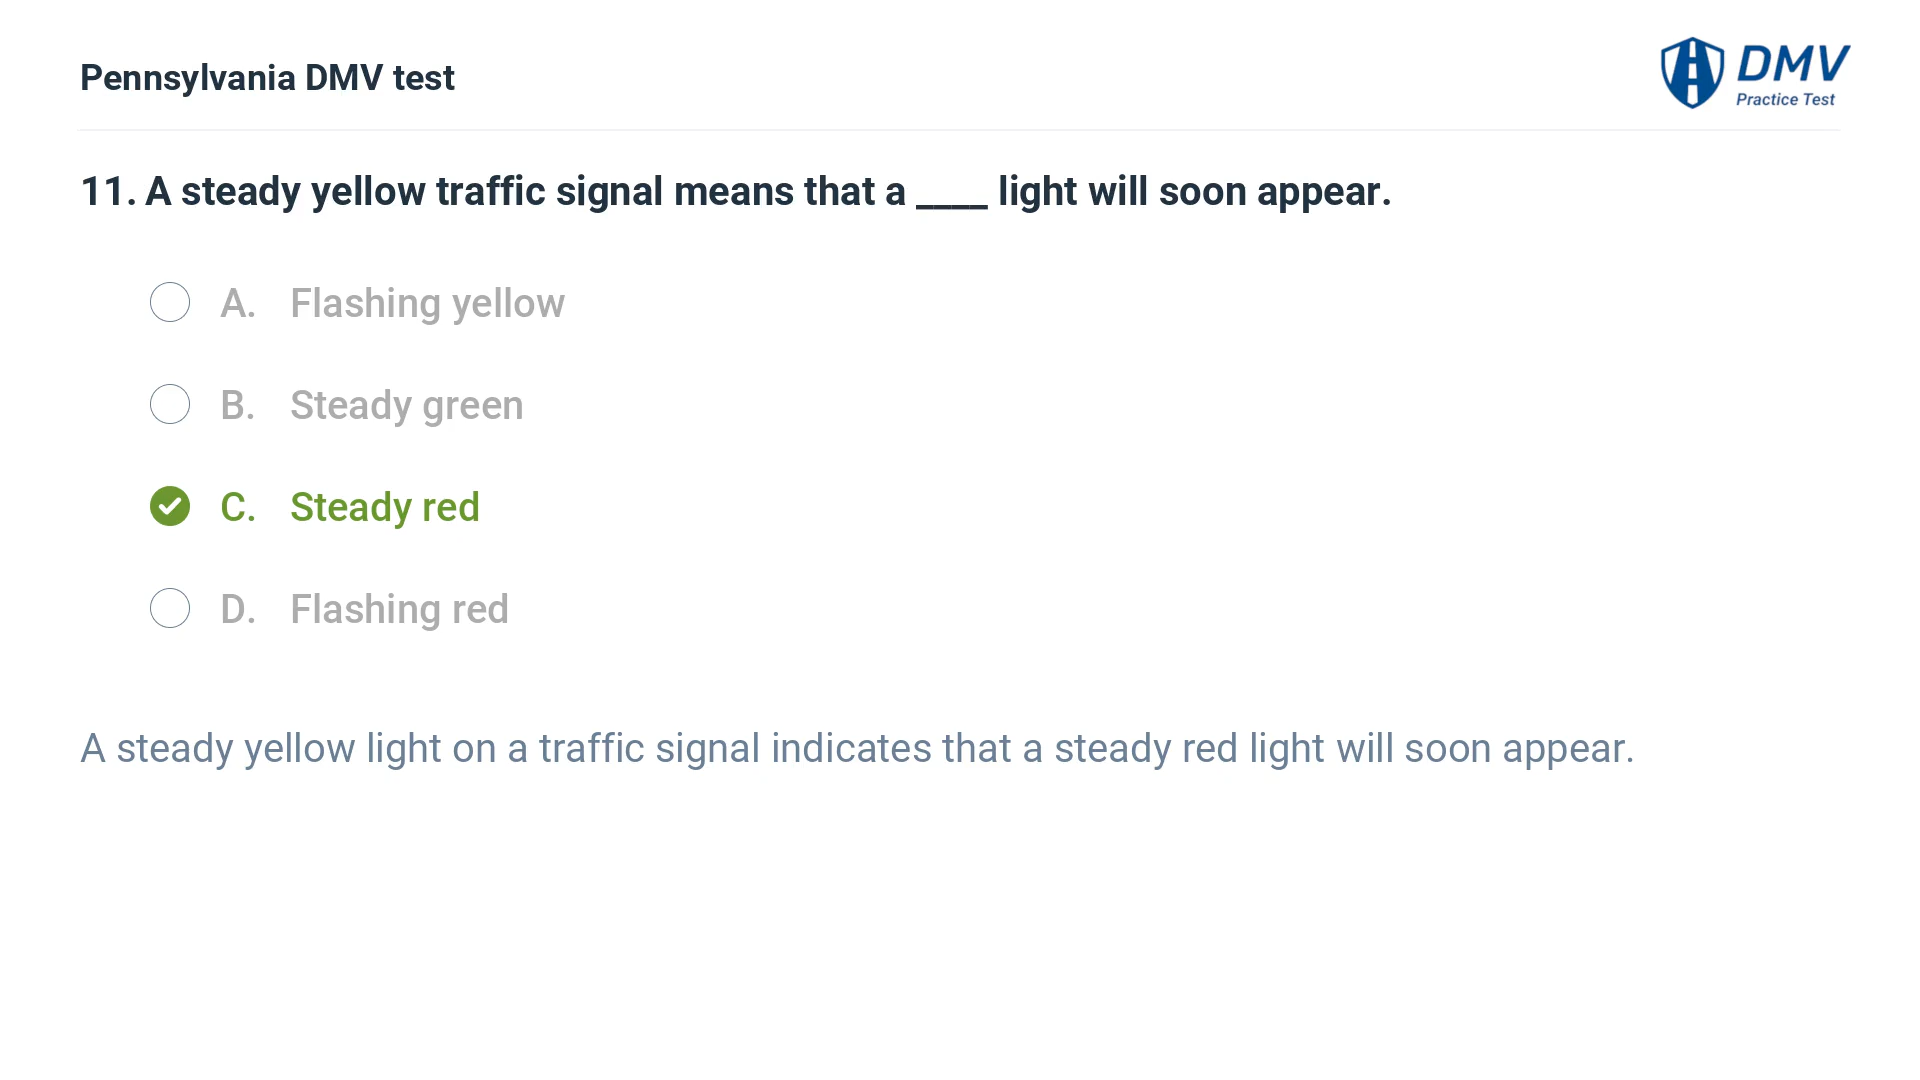 Pennsylvania DMV test
DMV
Practice Test
11. A steady yellow traffic signal means that a ____ light will soon appear.
A. Flashing yellow
B. Steady green
C. Steady red
D. Flashing red
A steady yellow light on a traffic signal indicates that a steady red light will soon appear.